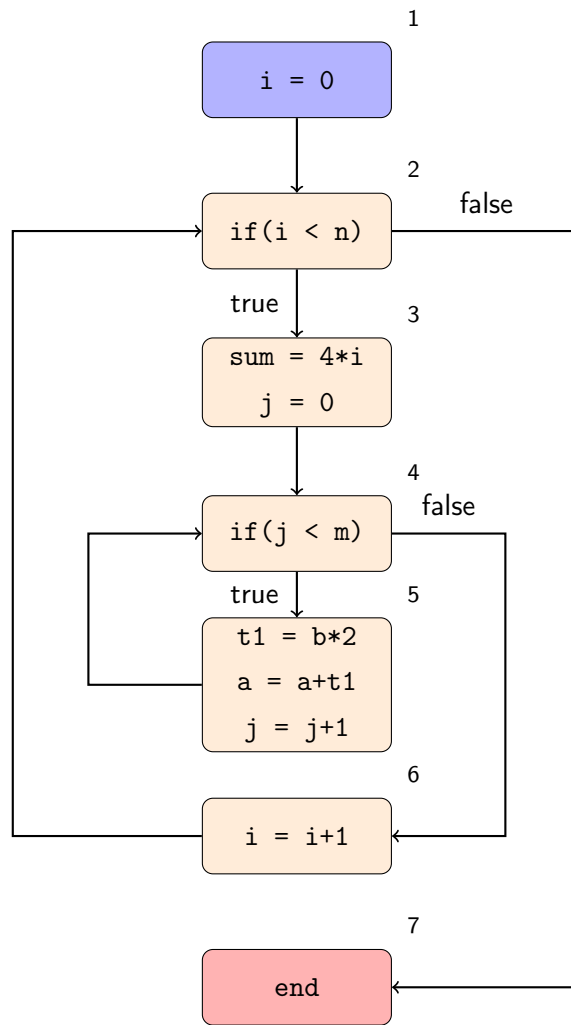 1
i = 0
2
if(i < n)
false
true
3
sum = 4*i
j = 0
4
if(j < m)
false
true
5
t1 = b*2
a = a+t1
j = j+1
6
i = i+1
7
end